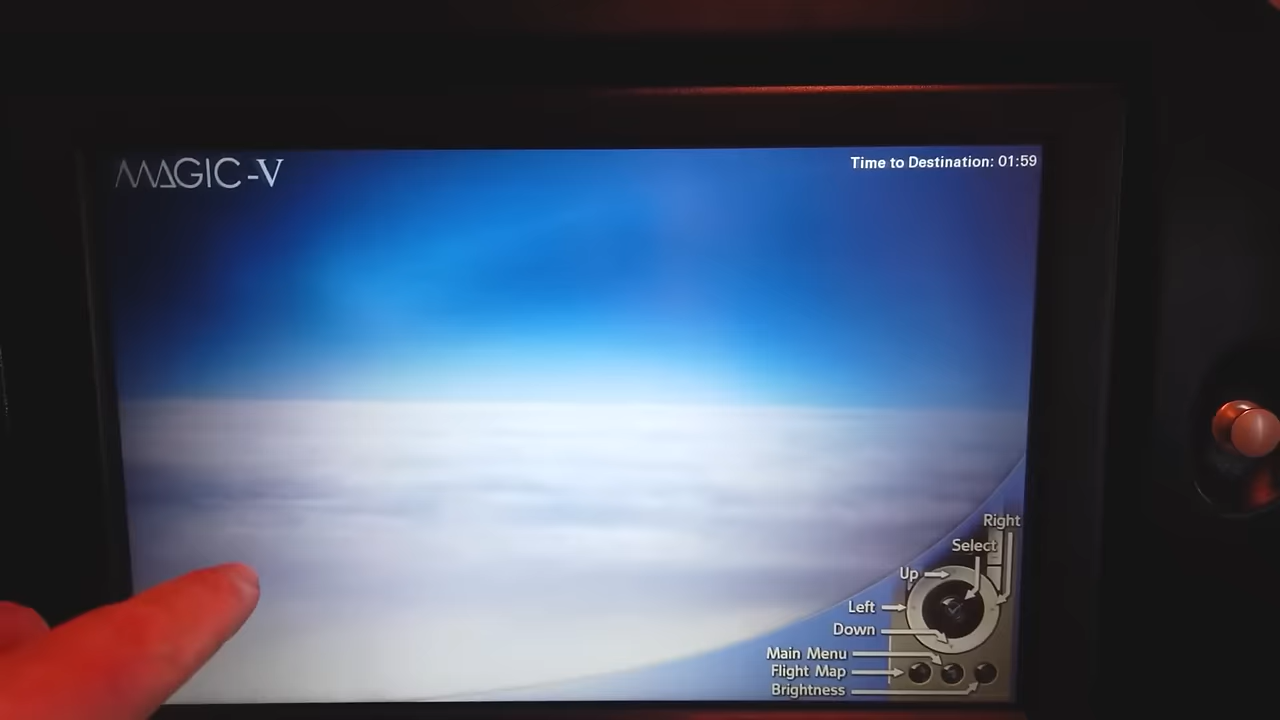 MAGIC-V
Time to Destination: 01:59
Right
Select
Up
Left
Down
Main Menu
Flight Map
Brightness